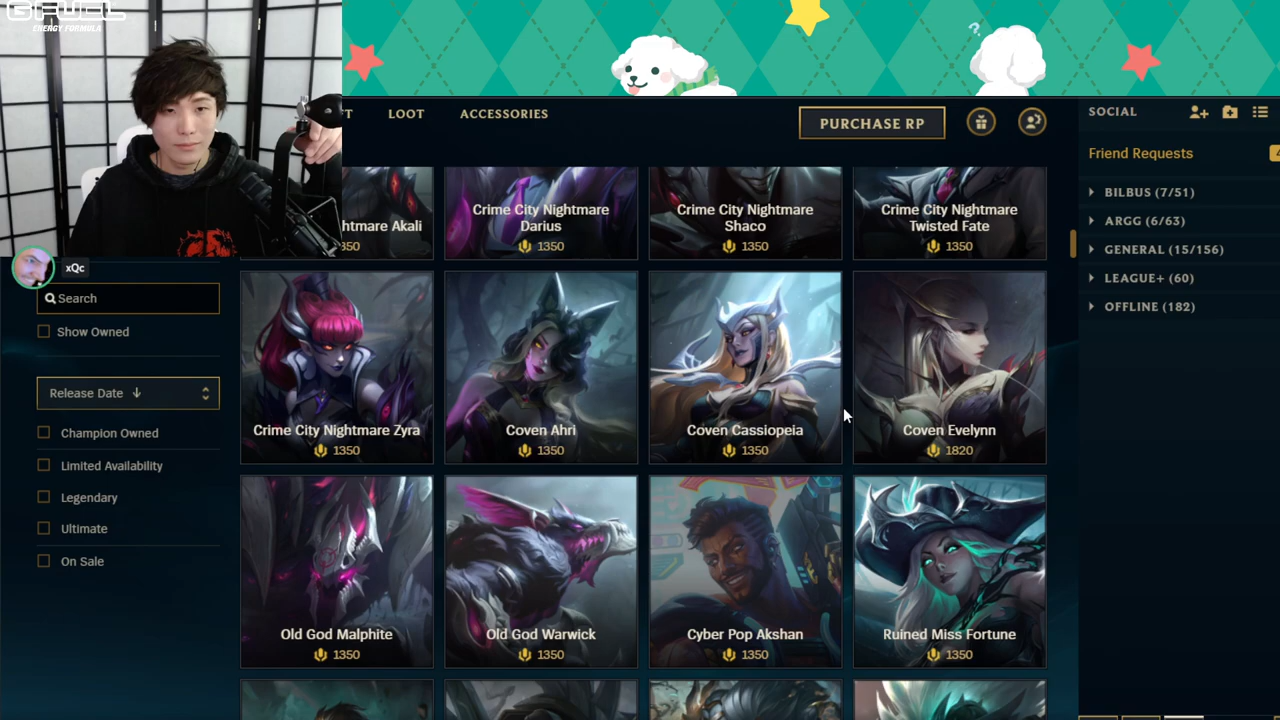 G FUEL
ENERGY FORMULA
LOOT
ACCESSORIES
PURCHASE RP
SOCIAL
Friend Requests
BILBUS (7/51)
ARGG (6/63)
GENERAL (15/156)
LEAGUE+ (60)
OFFLINE (182)
xQc
Search
Show Owned
Release Date
Champion Owned
Limited Availability
Legendary
Ultimate
On Sale
htmare Akali
350
Crime City Nightmare
Darius
1350
Crime City Nightmare
Shaco
1350
Crime City Nightmare
Twisted Fate
1350
Crime City Nightmare Zyra
1350
Coven Ahri
1350
Coven Cassiopeia
1350
Coven Evelynn
1820
Old God Malphite
1350
Old God Warwick
1350
Cyber Pop Akshan
1350
Ruined Miss Fortune
1350